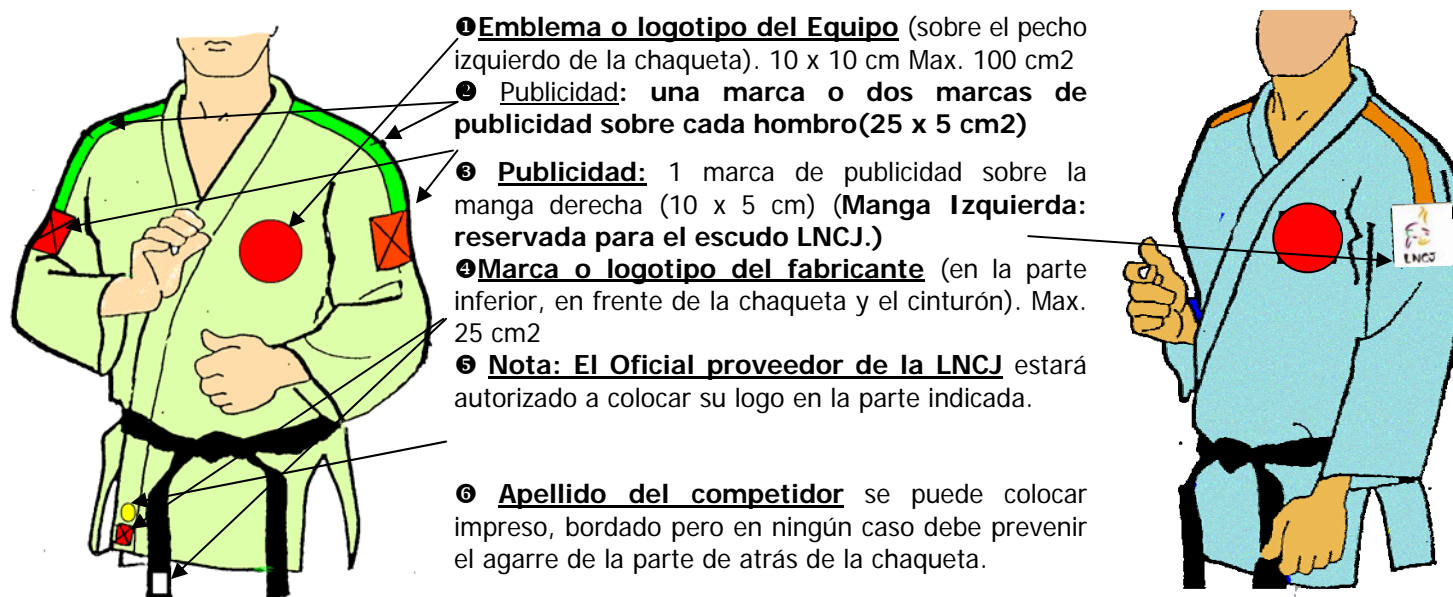 ❶Emblema o logotipo del Equipo (sobre el pecho
izquierdo de la chaqueta). 10 x 10 cm Max. 100 cm2
❷ Publicidad: una marca o dos marcas de
publicidad sobre cada hombro(25 x 5 cm2)
❸ Publicidad: 1 marca de publicidad sobre la
manga derecha (10 x 5 cm) (Manga Izquierda:
reservada para el escudo LNCJ.)
❹Marca o logotipo del fabricante (en la parte
inferior, en frente de la chaqueta y el cinturón). Max.
25 cm2
❺ Nota: El Oficial proveedor de la LNCJ estará
autorizado a colocar su logo en la parte indicada.
❻ Apellido del competidor se puede colocar
impreso, bordado pero en ningún caso debe prevenir
el agarre de la parte de atrás de la chaqueta.
LNCJ